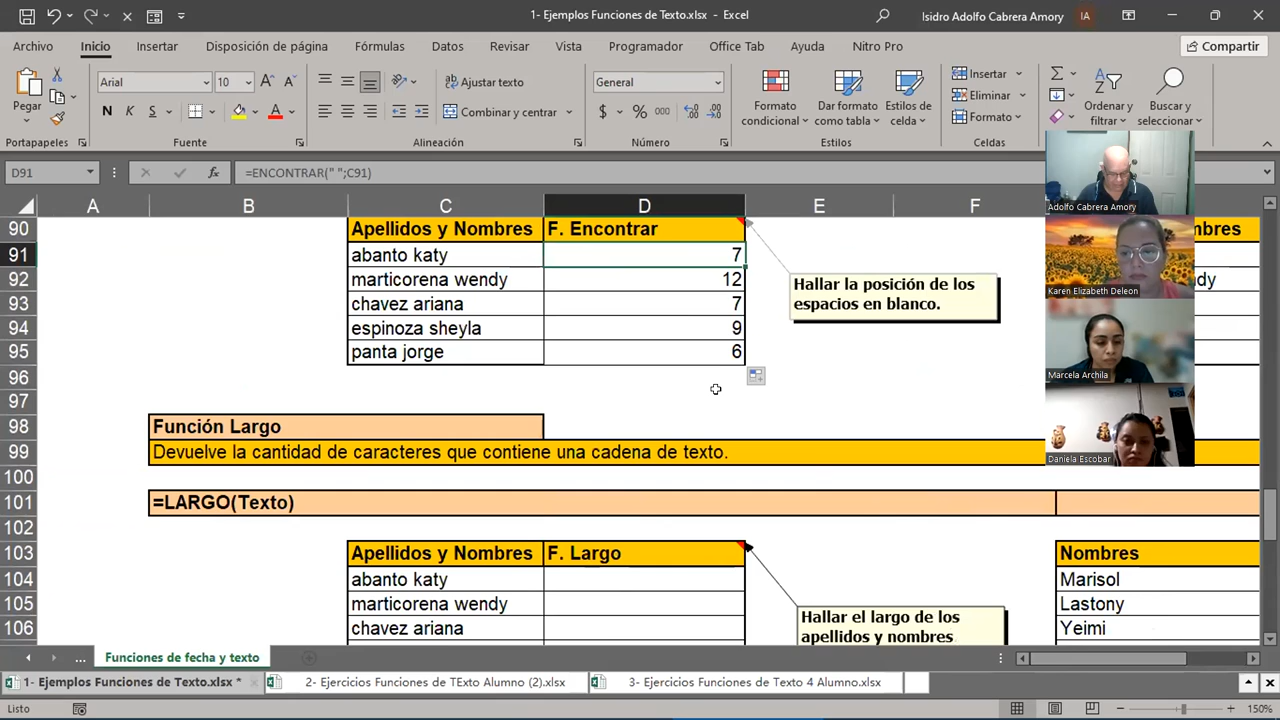 1- Ejemplos Funciones de Texto.xlsx - Excel
Isidro Adolfo Cabrera Amory
IA
Archivo Inicio Insertar Disposición de página Fórmulas Datos Revisar Vista Programador Office Tab Ayuda Nitro Pro
Compartir
Pegar
Arial 10
N K S
Ajustar texto
Combinar y centrar
General
$ % 000
Formato condicional
Dar formato como tabla
Estilos de celda
Insertar
Eliminar
Formato
Ordenar y filtrar
Buscar y seleccionar
Portapapeles Fuente Alineación Número Estilos Celdas
D91 fx =ENCONTRAR(" ";C91)
A B C D E F
90 Apellidos y Nombres F. Encontrar
91 abanto katy 7
92 marticorena wendy 12
93 chavez ariana 7
94 espinoza sheyla 9
95 panta jorge 6
96
97
98 Función Largo
99 Devuelve la cantidad de caracteres que contiene una cadena de texto.
100
101 =LARGO(Texto)
102
103 Apellidos y Nombres F. Largo Nombres
104 abanto katy Marisol
105 marticorena wendy Lastony
106 chavez ariana Yeimi
Hallar la posición de los
espacios en blanco.
Hallar el largo de los
apellidos y nombres
Adolfo Cabrera Amory
Karen Elizabeth Deleon
Marcela Archila
Daniela Escobar
... Funciones de fecha y texto
1- Ejemplos Funciones de Texto.xlsx * 2- Ejercicios Funciones de TExto Alumno (2).xlsx 3- Ejercicios Funciones de Texto 4 Alumno.xlsx
Listo
150%